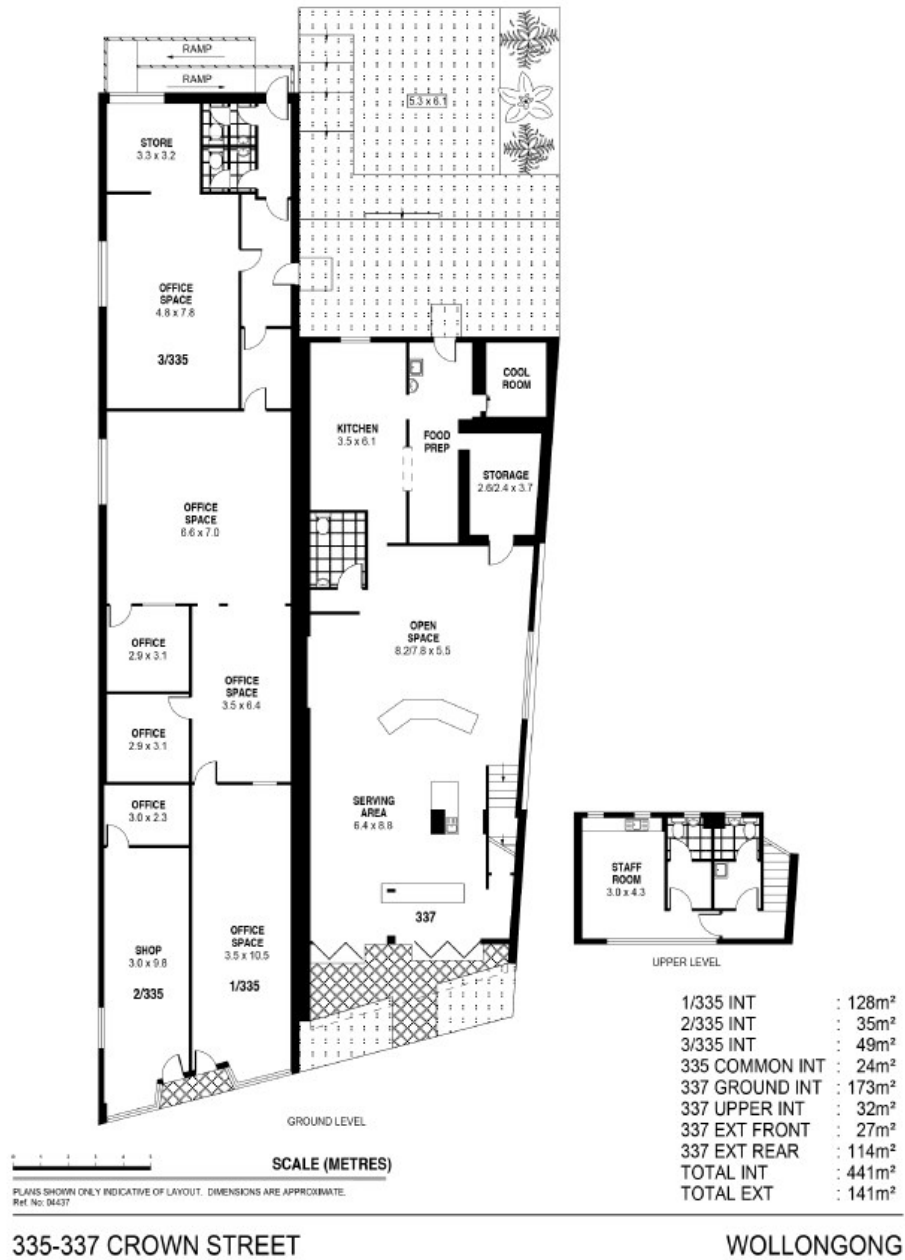 RAMP
RAMP
5.3 x 6.1
STORE
3.3 x 3.2
OFFICE
SPACE
4.8 x 7.8
3/335
COOL
ROOM
KITCHEN
3.5 x 6.1
FOOD
PREP
STORAGE
2.6/2.4 x 3.7
OFFICE
SPACE
6.6 x 7.0
OFFICE
2.9 x 3.1
OPEN
SPACE
8.2/7.8 x 5.5
OFFICE
SPACE
3.5 x 6.4
OFFICE
2.9 x 3.1
OFFICE
3.0 x 2.3
SERVING
AREA
6.4 x 8.8
337
SHOP
3.0 x 9.8
2/335
OFFICE
SPACE
3.5 x 10.5
1/335
STAFF
ROOM
3.0 x 4.3
UPPER LEVEL
GROUND LEVEL
1/335 INT : 128m²
2/335 INT : 35m²
3/335 INT : 49m²
335 COMMON INT : 24m²
337 GROUND INT : 173m²
337 UPPER INT : 32m²
337 EXT FRONT : 27m²
337 EXT REAR : 114m²
TOTAL INT : 441m²
TOTAL EXT : 141m²
SCALE (METRES)
PLANS SHOWN ONLY INDICATIVE OF LAYOUT. DIMENSIONS ARE APPROXIMATE.
Ref. No: 04437
335-337 CROWN STREET
WOLLONGONG